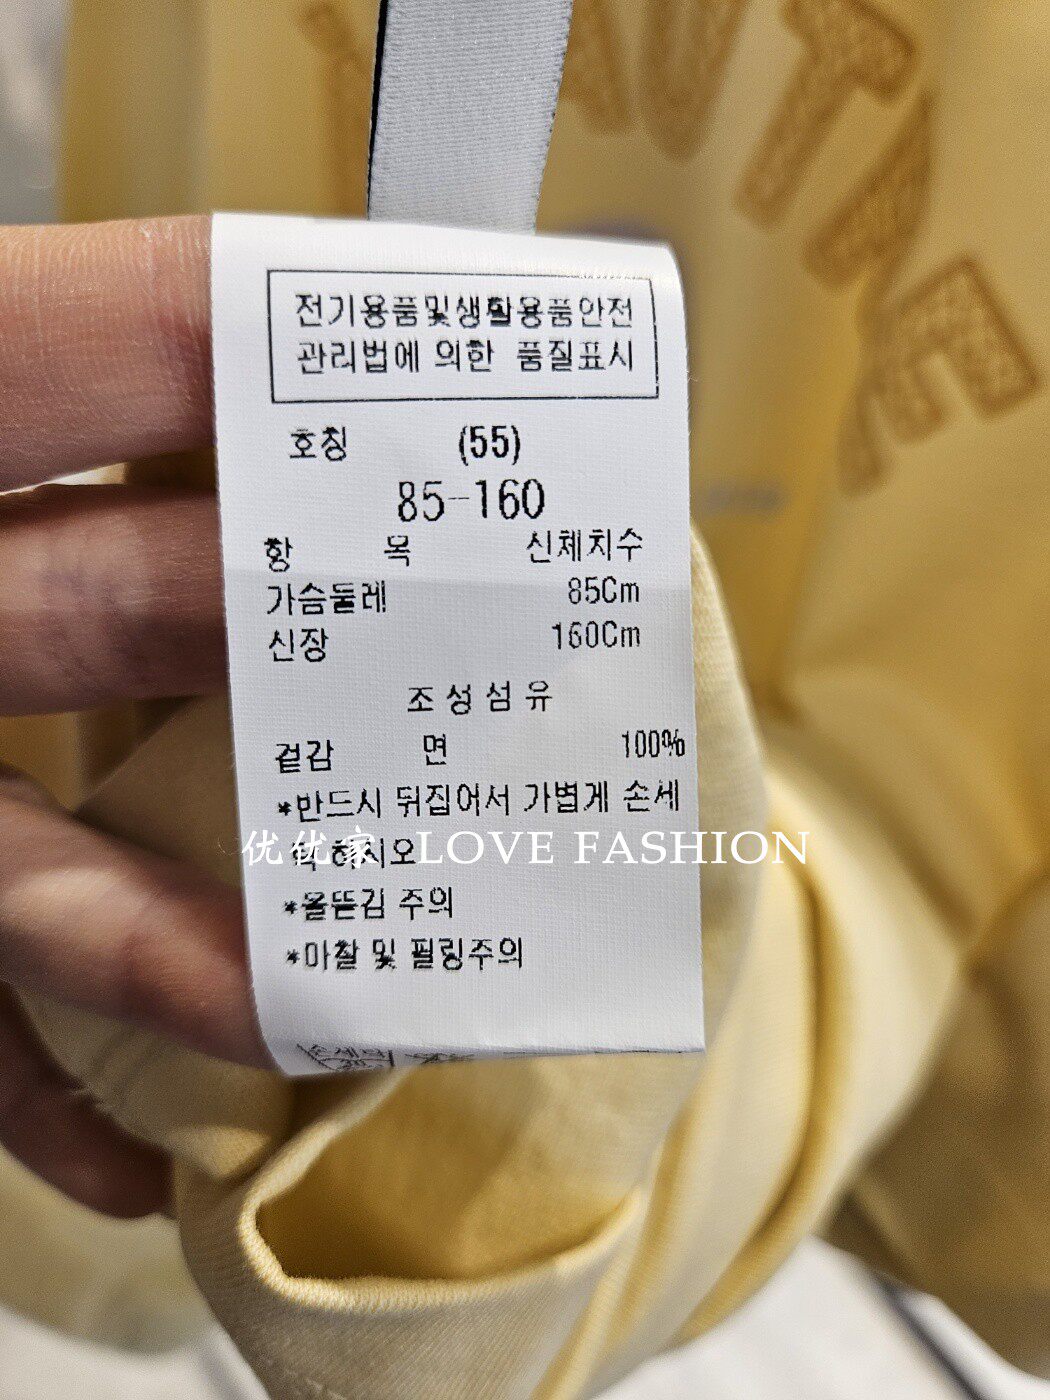 전기용품및생활용품안전
관리법에 의한 품질표시
호칭 (55)
85-160
항 목 신체치수
가슴둘레 85Cm
신장 160Cm
조성섬유
겉감 면 100%
*반드시 뒤집어서 가볍게 손세
탁 하시오
优优家 LOVE FASHION
*올뜯김 주의
*마찰 및 필링주의